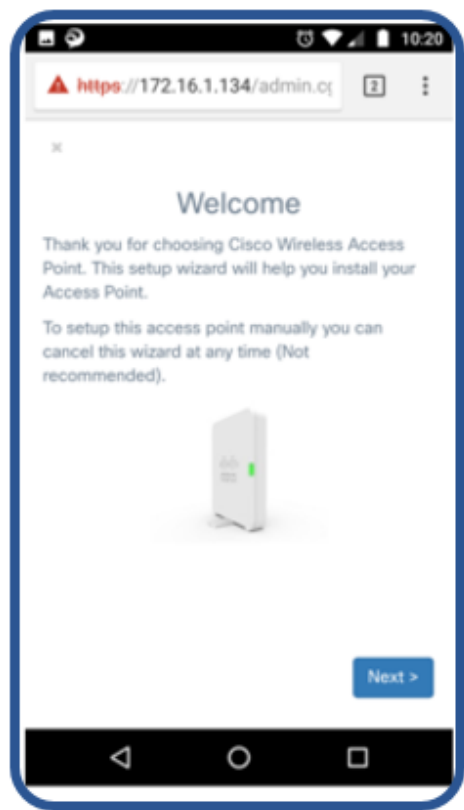 10:20
https://172.16.1.134/admin.cg
2
×
Welcome
Thank you for choosing Cisco Wireless Access
Point. This setup wizard will help you install your
Access Point.
To setup this access point manually you can
cancel this wizard at any time (Not
recommended).
Next >